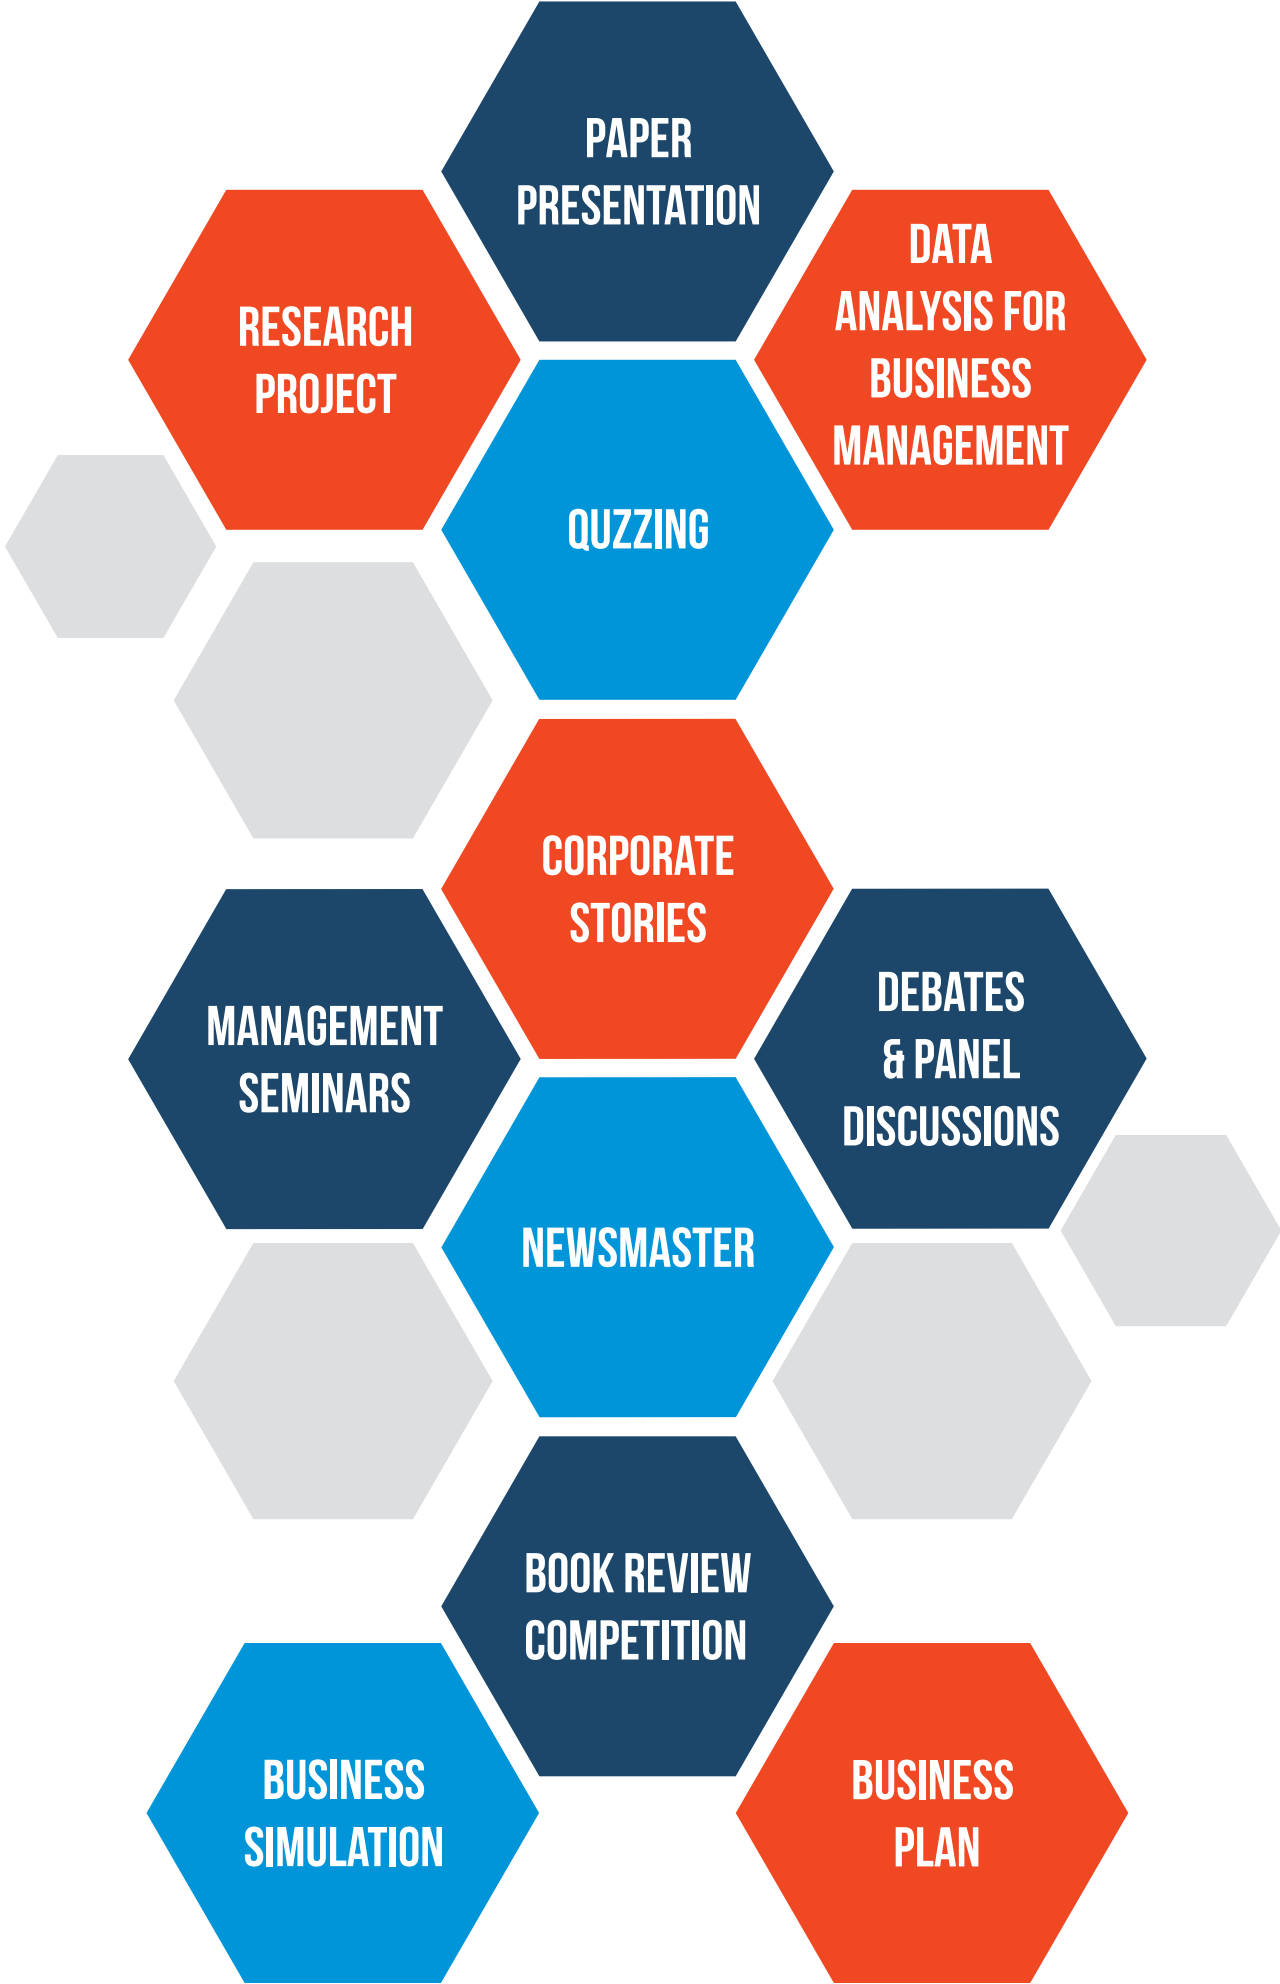 PAPER
PRESENTATION
RESEARCH
PROJECT
DATA
ANALYSIS FOR
BUSINESS
MANAGEMENT
QUZZING
CORPORATE
STORIES
MANAGEMENT
SEMINARS
DEBATES
& PANEL
DISCUSSIONS
NEWSMASTER
BOOK REVIEW
COMPETITION
BUSINESS
SIMULATION
BUSINESS
PLAN